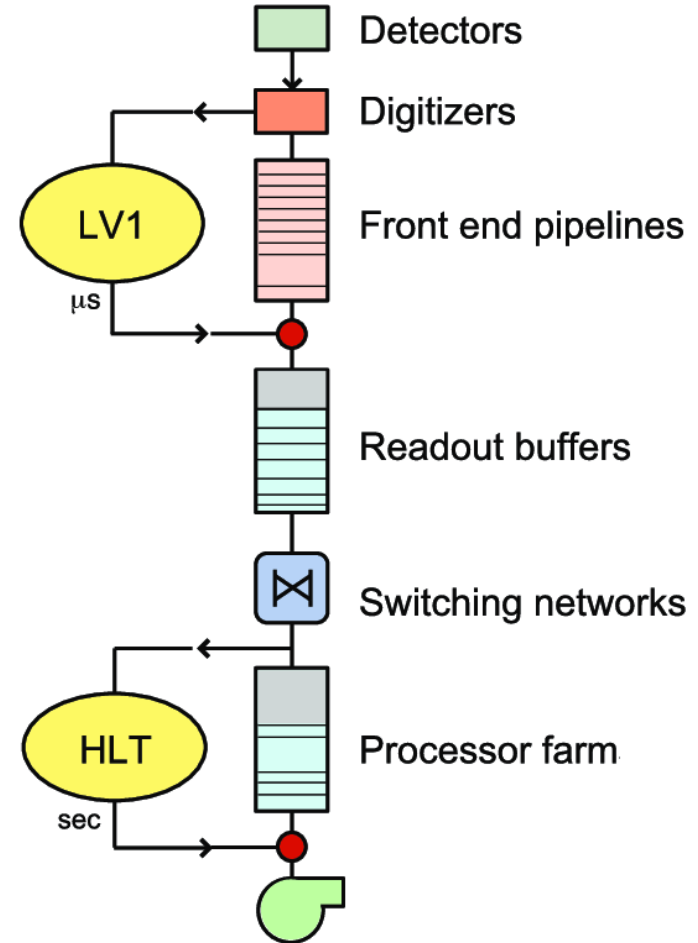 Detectors
Digitizers
LV1
Front end pipelines
μs
Readout buffers
Switching networks
HLT
Processor farm
sec